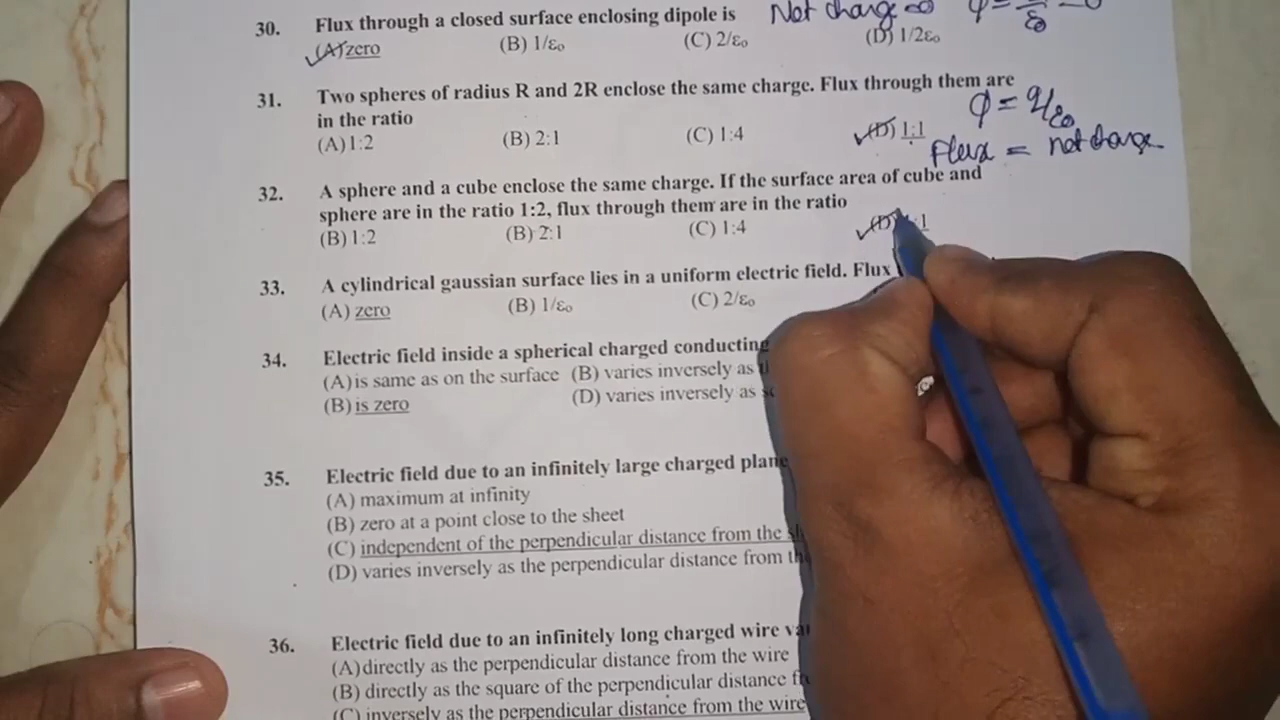 30. Flux through a closed surface enclosing dipole is Net charge = 0 φ = /ε₀ = 0
(A) zero (B) 1/ε₀ (C) 2/ε₀ (D) 1/2ε₀
31. Two spheres of radius R and 2R enclose the same charge. Flux through them are
in the ratio φ = q/ε₀
(A) 1:2 (B) 2:1 (C) 1:4 (D) 1:1
Flux = net charge
32. A sphere and a cube enclose the same charge. If the surface area of cube and
sphere are in the ratio 1:2, flux through them are in the ratio
(B) 1:2 (B) 2:1 (C) 1:4 (D) :1
33. A cylindrical gaussian surface lies in a uniform electric field. Flux
(A) zero (B) 1/ε₀ (C) 2/ε₀
34. Electric field inside a spherical charged conducting
(A) is same as on the surface (B) varies inversely as
(B) is zero (D) varies inversely as
35. Electric field due to an infinitely large charged plane
(A) maximum at infinity
(B) zero at a point close to the sheet
(C) independent of the perpendicular distance from the
(D) varies inversely as the perpendicular distance from
36. Electric field due to an infinitely long charged wire
(A) directly as the perpendicular distance from the wire
(B) directly as the square of the perpendicular distance
(C) inversely as the perpendicular distance from the wire